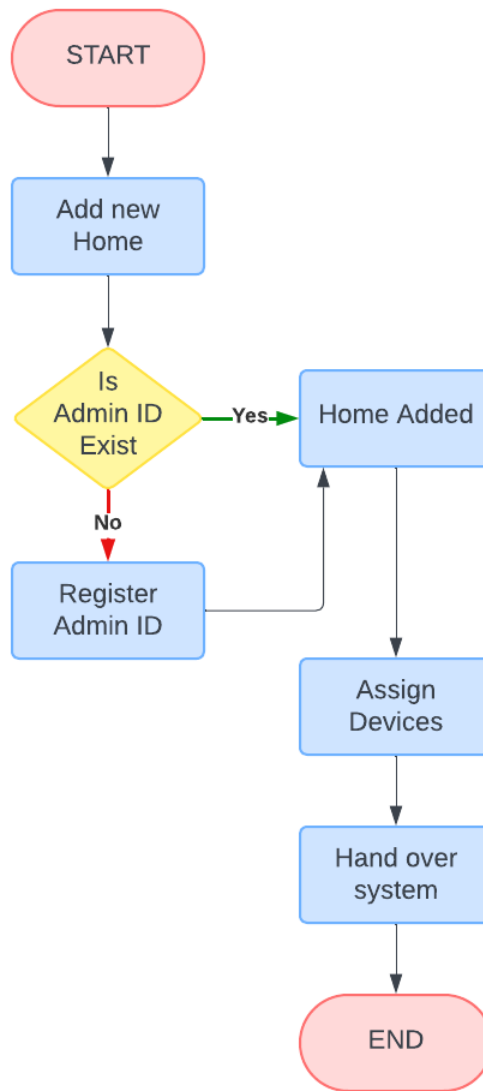 START
Add new
Home
Is
Admin ID
Exist
Yes
Home Added
No
Register
Admin ID
Assign
Devices
Hand over
system
END